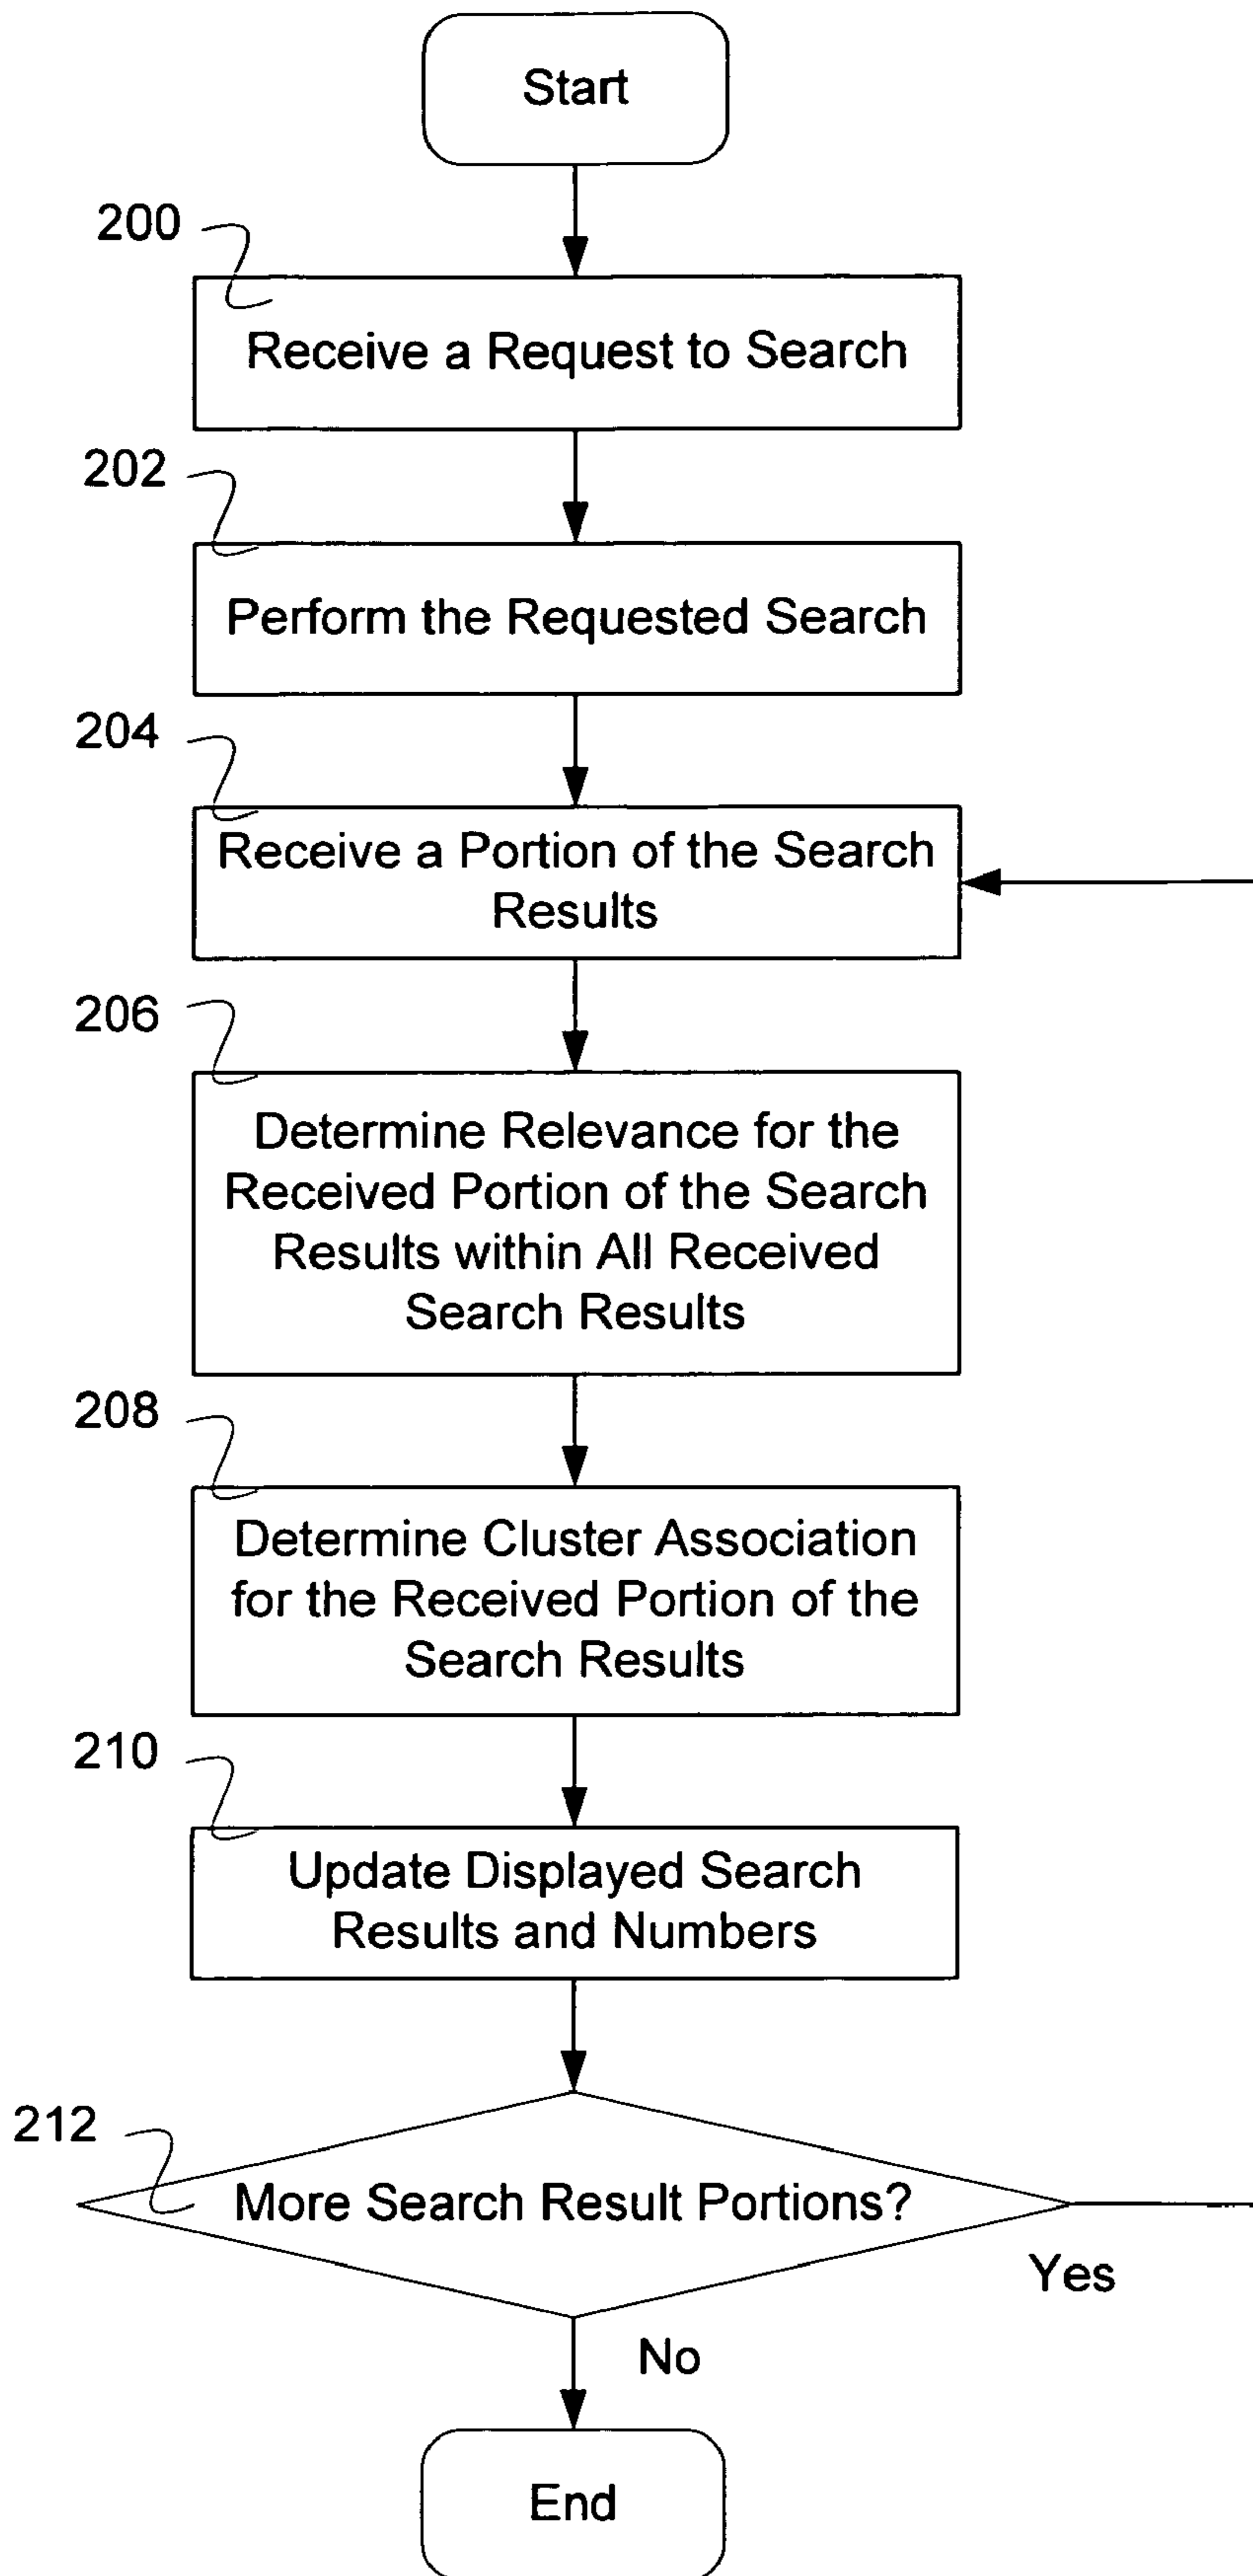 Start
200
Receive a Request to Search
202
Perform the Requested Search
204
Receive a Portion of the Search
Results
206
Determine Relevance for the
Received Portion of the Search
Results within All Received
Search Results
208
Determine Cluster Association
for the Received Portion of the
Search Results
210
Update Displayed Search
Results and Numbers
212
More Search Result Portions?
Yes
No
End